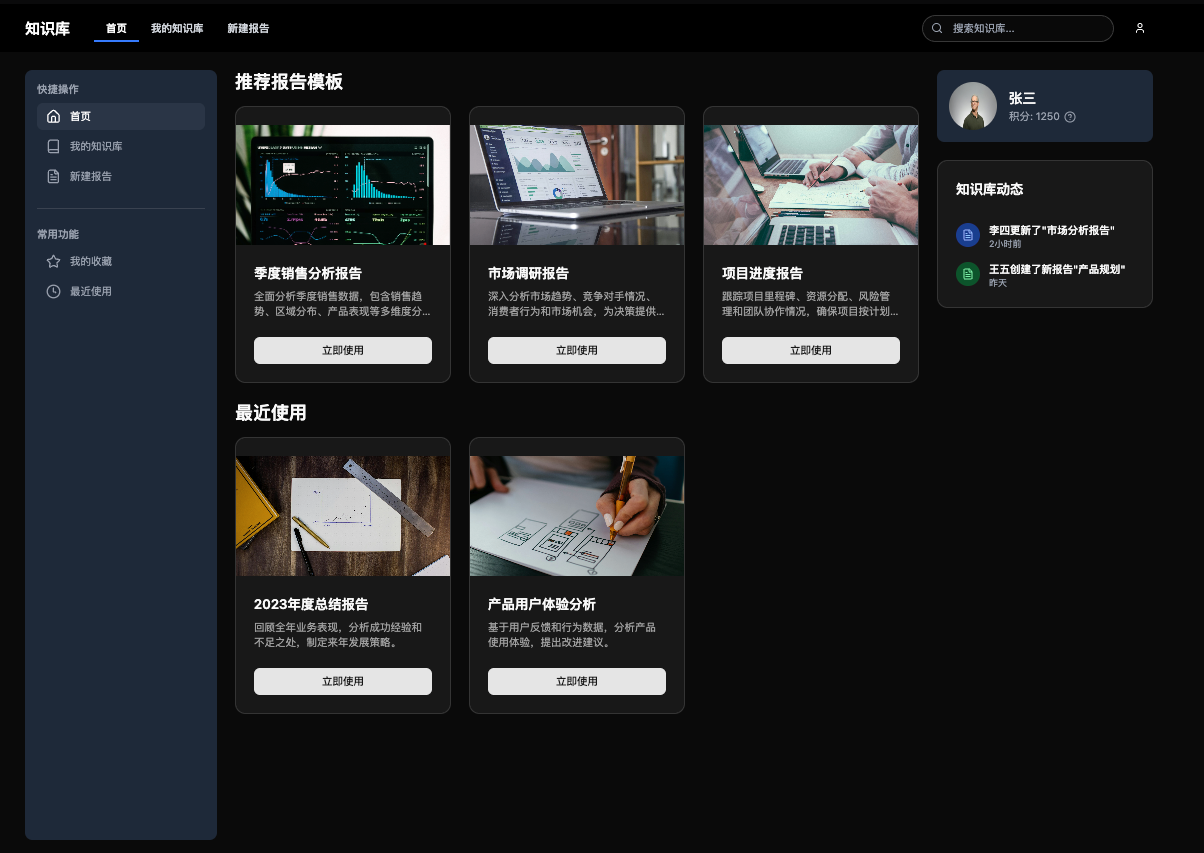 知识库
首页
我的知识库
新建报告
搜索知识库...
快捷操作
首页
我的知识库
新建报告
常用功能
我的收藏
最近使用
推荐报告模板
季度销售分析报告
全面分析季度销售数据，包含销售趋
势、区域分布、产品表现等多维度分...
立即使用
市场调研报告
深入分析市场趋势、竞争对手情况、
消费者行为和市场机会，为决策提供...
立即使用
项目进度报告
跟踪项目里程碑、资源分配、风险管
理和团队协作情况，确保项目按计划...
立即使用
最近使用
2023年度总结报告
回顾全年业务表现，分析成功经验和
不足之处，制定来年发展策略。
立即使用
产品用户体验分析
基于用户反馈和行为数据，分析产品
使用体验，提出改进建议。
立即使用
张三
积分: 1250
知识库动态
李四更新了"市场分析报告"
2小时前
王五创建了新报告"产品规划"
昨天